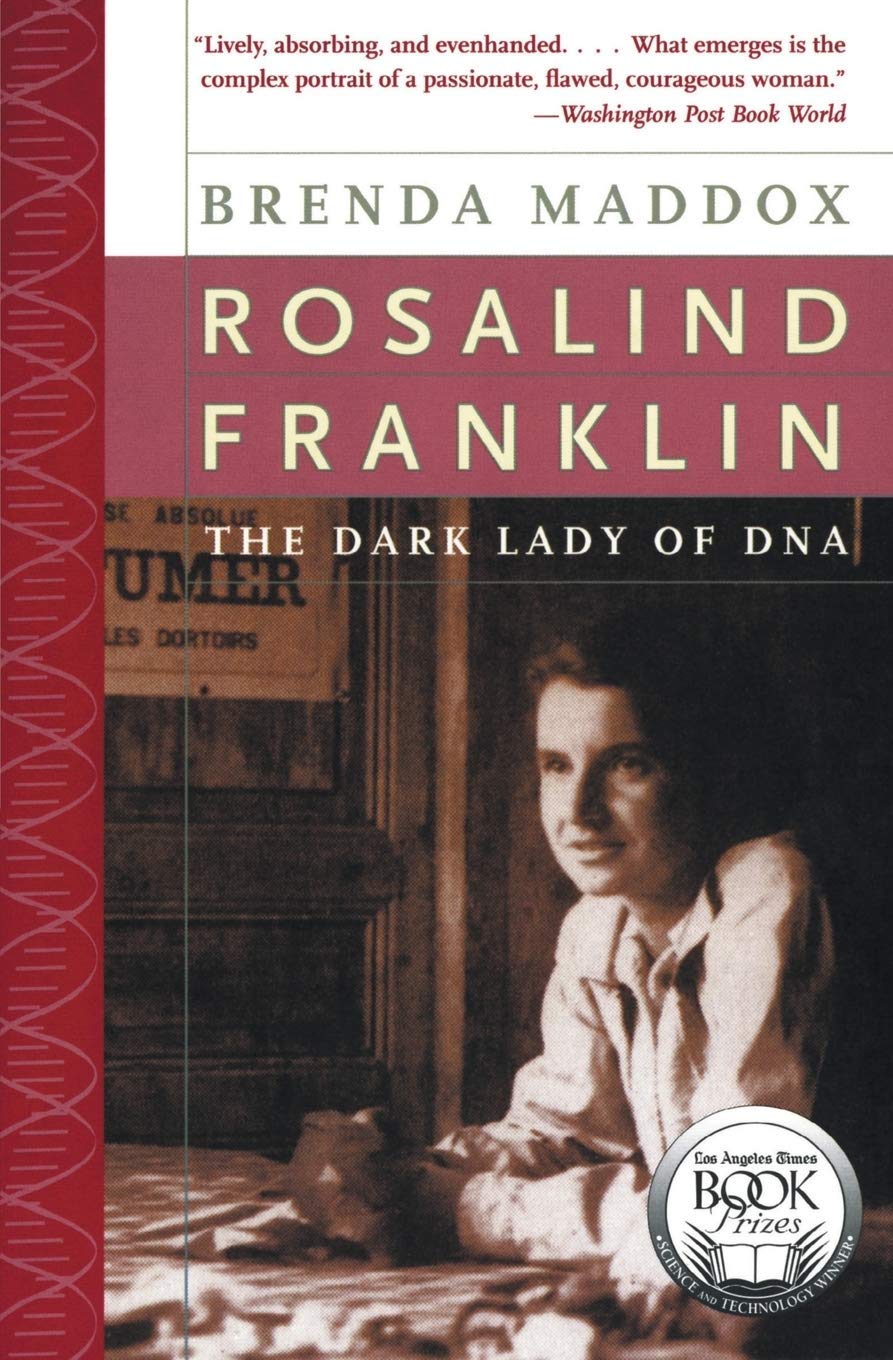 “Lively, absorbing, and evenhanded. . . . What emerges is the
complex portrait of a passionate, flawed, courageous woman.”
—Washington Post Book World
BRENDA MADDOX
ROSALIND
FRANKLIN
SE ABSOLUE
THE DARK LADY OF DNA
UMER
LES DORTOIRS
Los Angeles Times
BOOK
Prizes
•SCIENCE AND TECHNOLOGY WINNER•